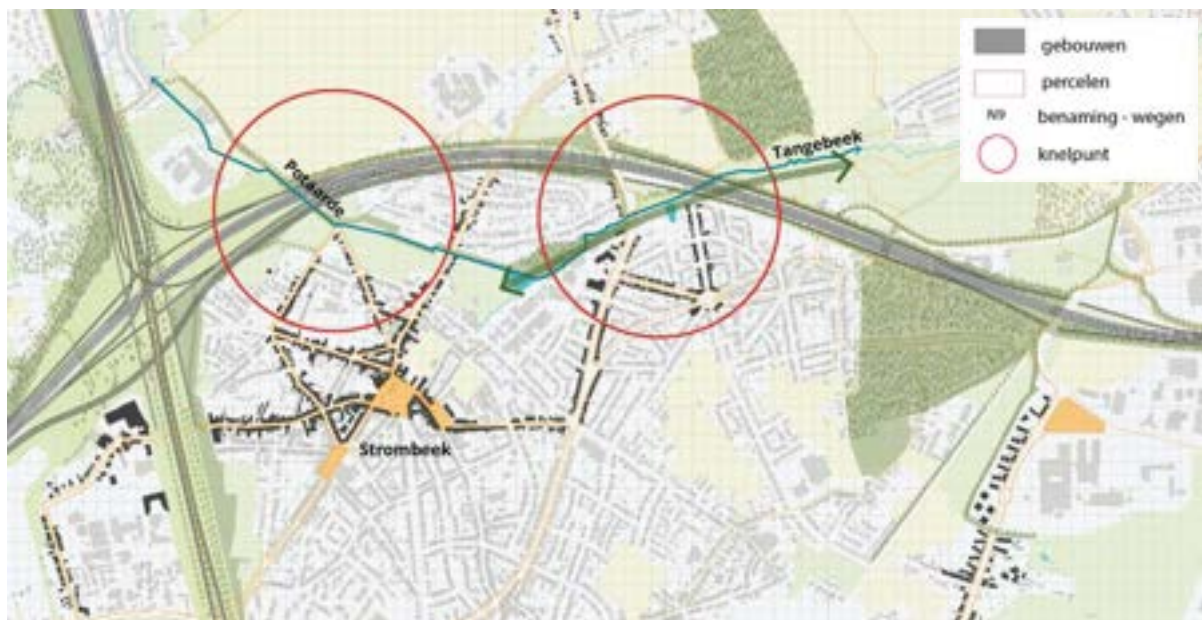 gebouwen
percelen
N9 benaming - wegen
knelpunt
Tangebeek
Potaarde
Strombeek